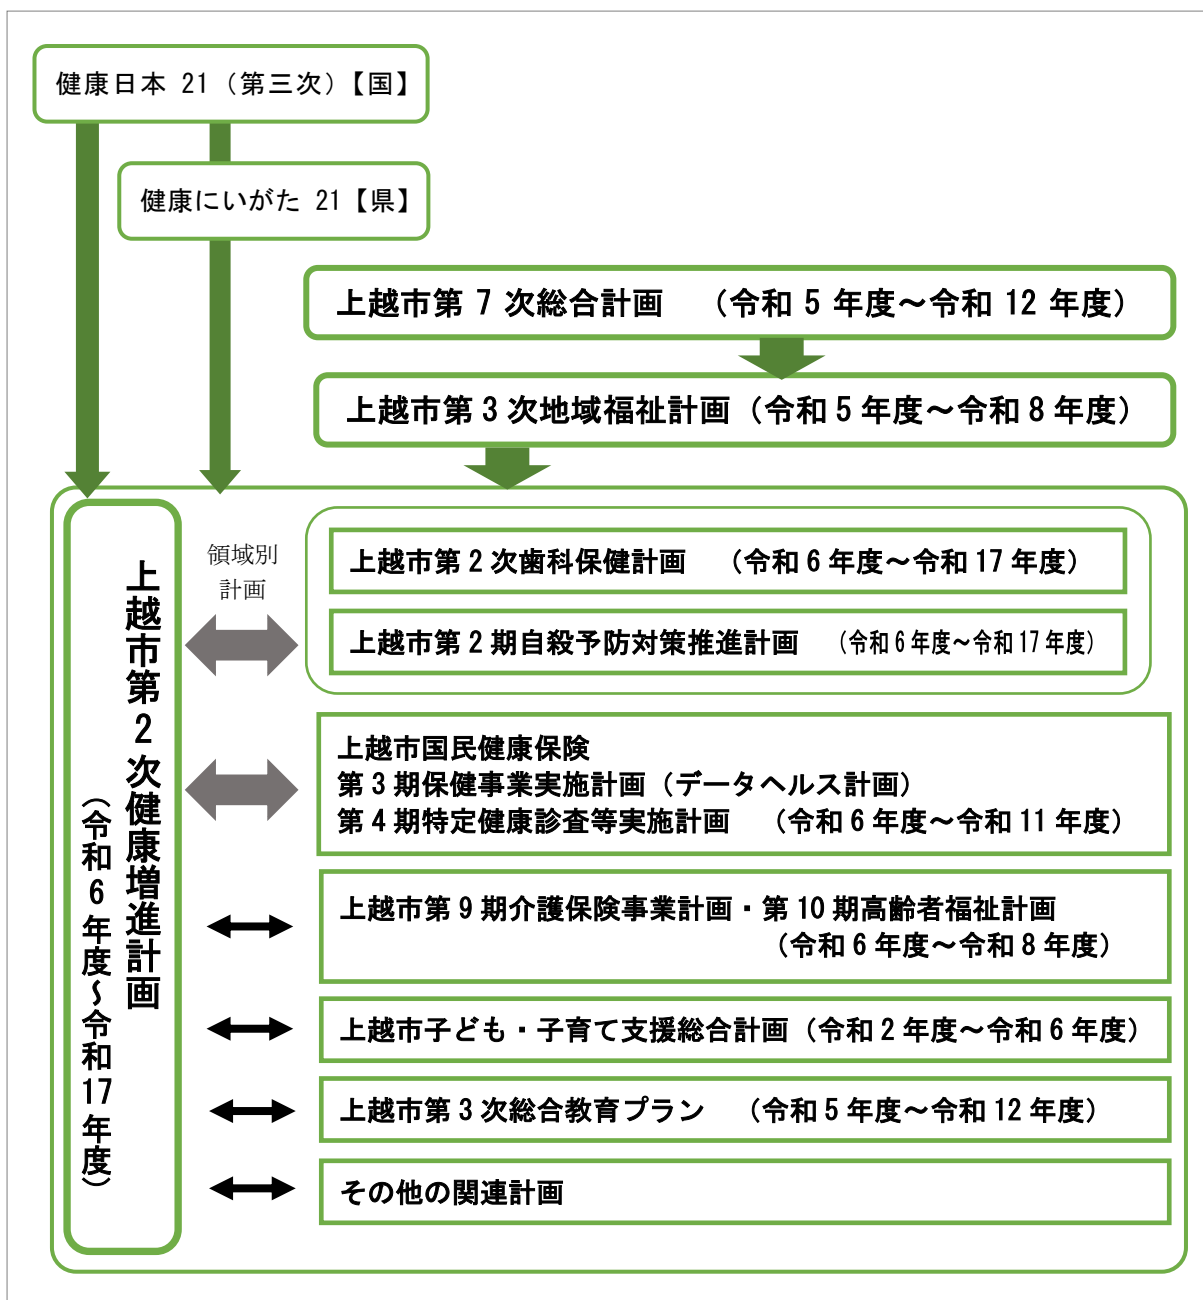 健康日本 21（第三次）【国】
健康にいがた 21【県】
上越市第 7 次総合計画　（令和 5 年度～令和 12 年度）
上越市第 3 次地域福祉計画（令和 5 年度～令和 8 年度）
上越市第２次健康増進計画
（令和６年度～令和 17 年度）
領域別
計画
上越市第 2 次歯科保健計画　（令和 6 年度～令和 17 年度）
上越市第 2 期自殺予防対策推進計画　（令和 6 年度～令和 17 年度）
上越市国民健康保険
第 3 期保健事業実施計画（データヘルス計画）
第 4 期特定健康診査等実施計画　（令和 6 年度～令和 11 年度）
上越市第 9 期介護保険事業計画・第 10 期高齢者福祉計画
（令和 6 年度～令和 8 年度）
上越市子ども・子育て支援総合計画（令和 2 年度～令和 6 年度）
上越市第 3 次総合教育プラン　（令和 5 年度～令和 12 年度）
その他の関連計画